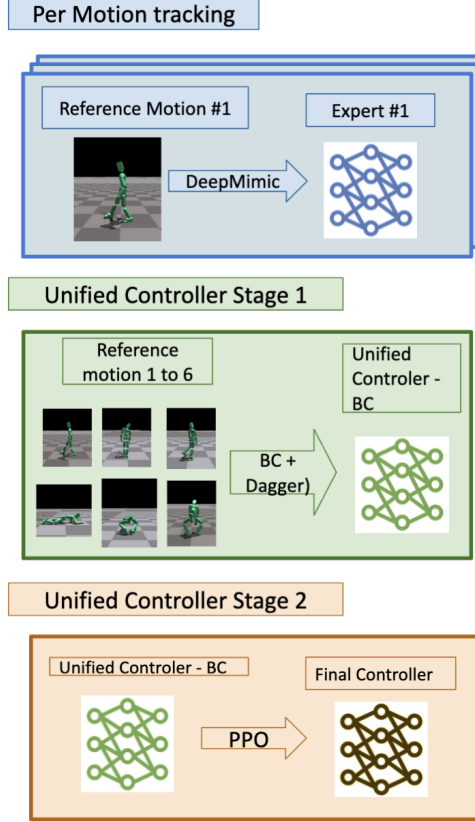 Per Motion tracking
Reference Motion #1
Expert #1
DeepMimic
Unified Controller Stage 1
Reference
motion 1 to 6
Unified
Controler -
BC
BC +
Dagger)
Unified Controller Stage 2
Unified Controler - BC
Final Controller
PPO